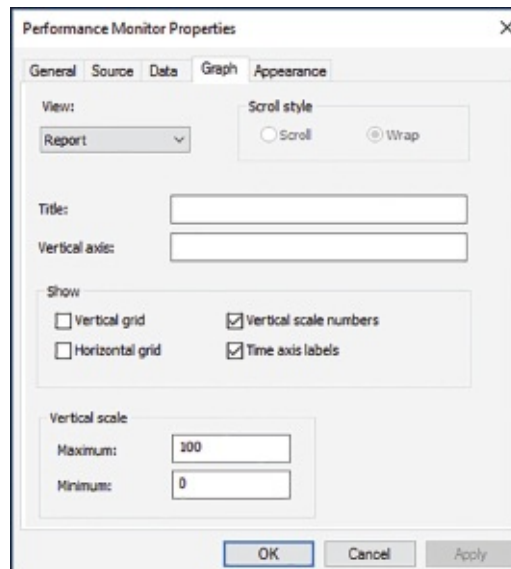 Performance Monitor Properties
General Source Data Graph Appearance
View:
Report
Scroll style
Scroll Wrap
Title:
Vertical axis:
Show
Vertical grid
Vertical scale numbers
Horizontal grid
Time axis labels
Vertical scale
Maximum: 100
Minimum: 0
OK Cancel Apply